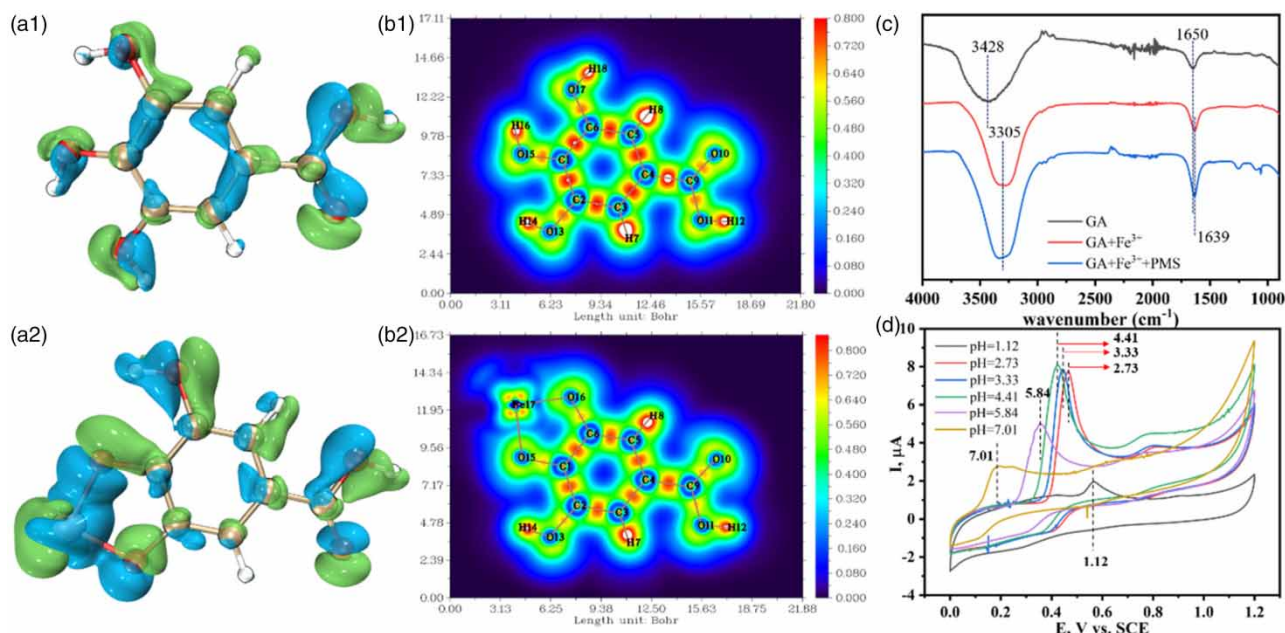 (a1)
(b1)
17.11
14.66
12.22
9.78
7.33
4.89
2.44
0.00
0.00 3.11 6.23 9.34 12.46 15.57 18.69 21.80
Length unit: Bohr
H18
O17
H8
H16
C6
C5
O15
C1
O10
C4
C9
C2
C3
O11
H12
H14
O13
H7
0.800
0.720
0.640
0.560
0.480
0.400
0.320
0.240
0.160
0.080
0.000
(c)
3428
1650
3305
GA
GA+Fe³⁺
GA+Fe³⁺+PMS
1639
4000 3500 3000 2500 2000 1500 1000
wavenumber (cm⁻¹)
(a2)
(b2)
16.73
14.34
11.95
9.56
7.17
4.78
2.39
0.00
0.00 3.13 6.25 9.38 12.50 15.63 18.75 21.88
Length unit: Bohr
Fe17
O16
H8
C6
C5
O15
C1
O10
C4
C9
C2
C3
O11
H12
H14
O13
H7
0.800
0.720
0.640
0.560
0.480
0.400
0.320
0.240
0.160
0.080
0.000
(d)
I, μA
10
8
6
4
2
0
-2
-4
pH=1.12
pH=2.73
pH=3.33
pH=4.41
pH=5.84
pH=7.01
4.41
3.33
2.73
5.84
7.01
1.12
0.0 0.2 0.4 0.6 0.8 1.0 1.2
E, V vs. SCE